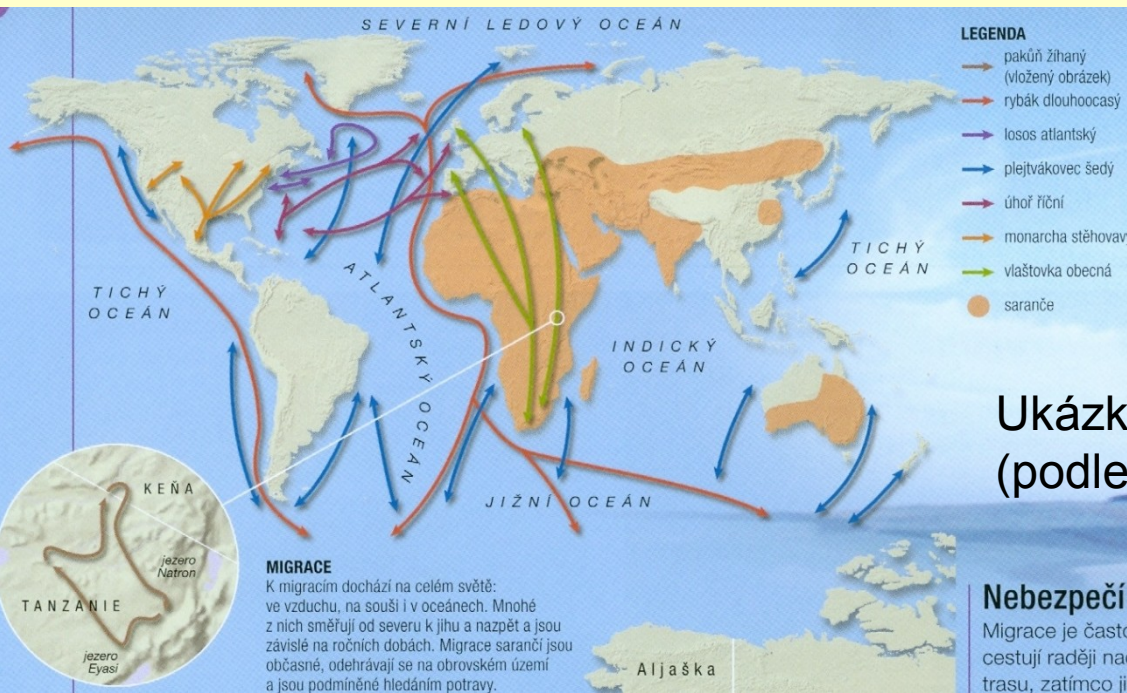 SEVERNÍ LEDOVÝ OCEÁN
LEGENDA
pakůň žíhaný
(vložený obrázek)
rybák dlouhoocasý
losos atlantský
plejtvákovec šedý
úhoř říční
monarcha stěhovavý
vlaštovka obecná
saranče
TICHÝ
OCEÁN
ATLANTSKÝ OCEÁN
TICHÝ
OCEÁN
INDICKÝ
OCEÁN
JIŽNÍ OCEÁN
Ukázk
(podle
KEŇA
jezero
Natron
TANZANIE
jezero
Eyasi
MIGRACE
K migracím dochází na celém světě:
ve vzduchu, na souši i v oceánech. Mnohé
z nich směřují od severu k jihu a nazpět a jsou
závislé na ročních dobách. Migrace sarančí jsou
občasné, odehrávají se na obrovském území
a jsou podmíněné hledáním potravy.
Aljaška
Nebezpečí
Migrace je často
cestují raději nad
trasu, zatímco ji